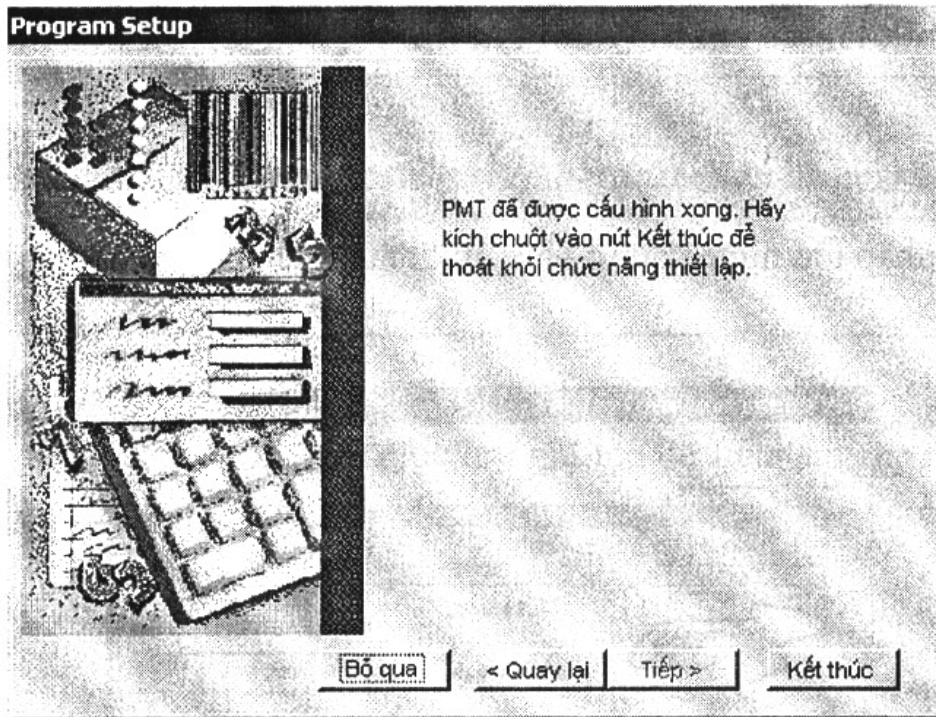 Program Setup
PMT đã được cấu hình xong. Hãy
kích chuột vào nút Kết thúc để
thoát khỏi chức năng thiết lập.
Bỏ qua
< Quay lại
Tiếp >
Kết thúc